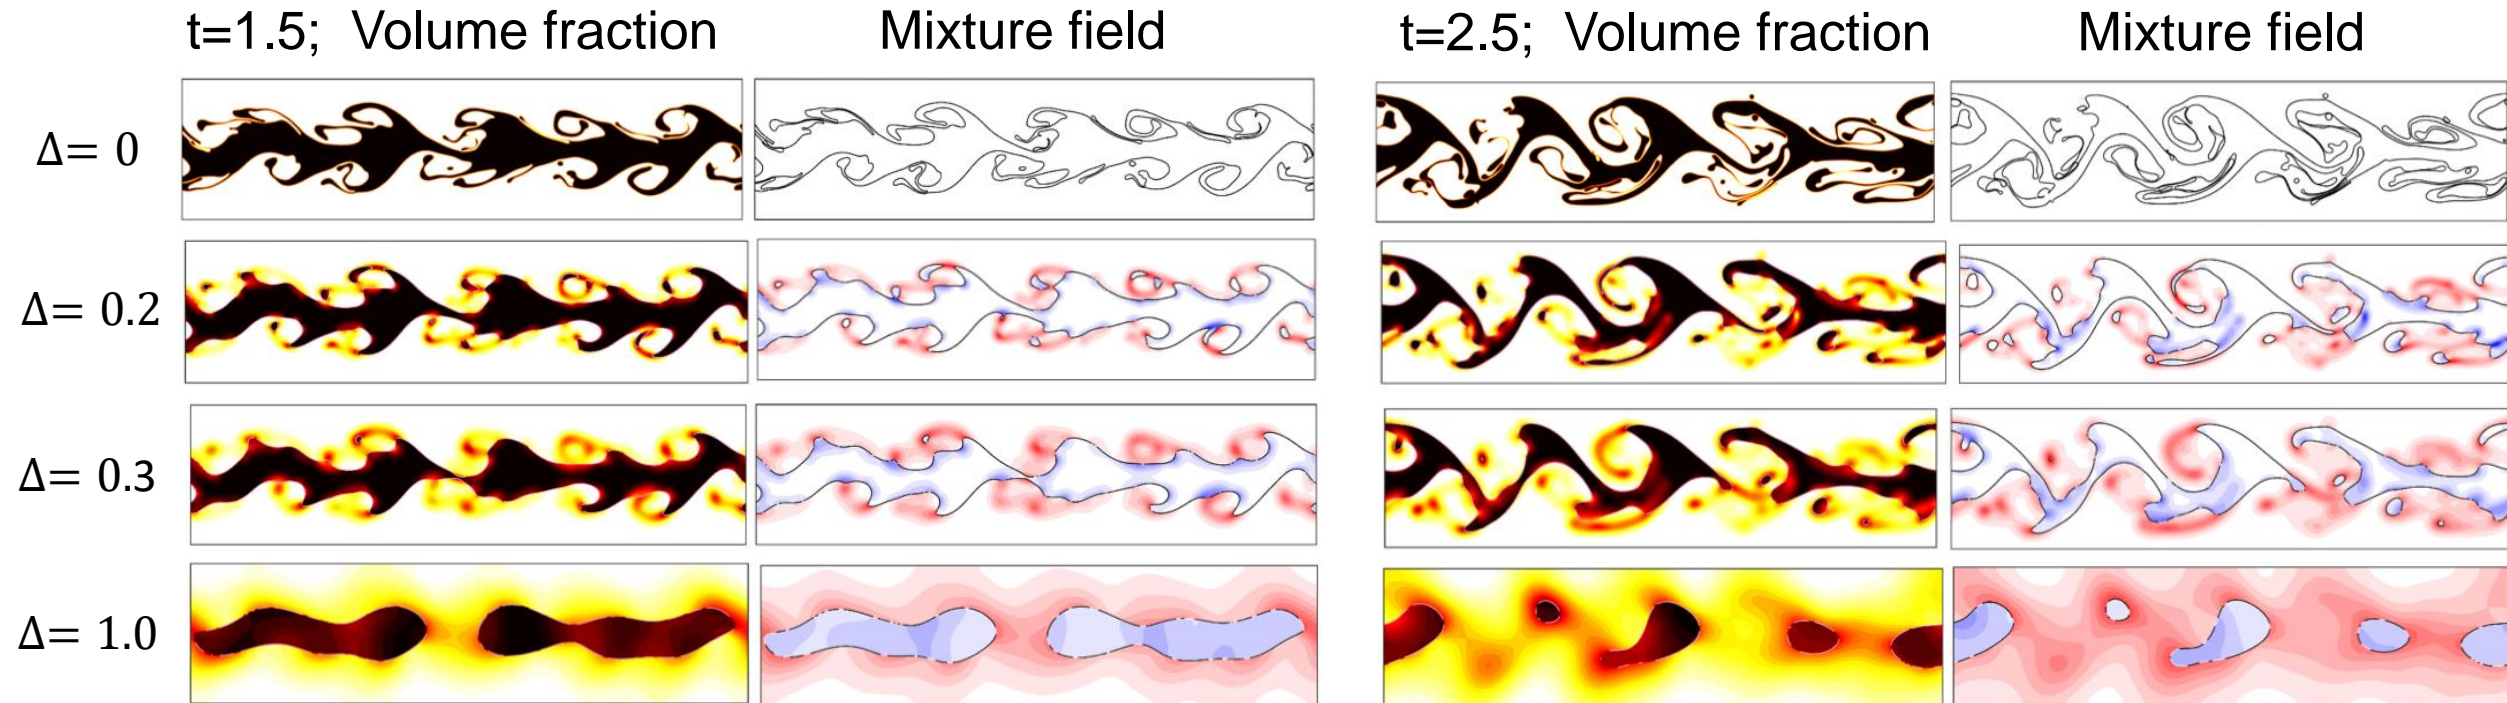 t=1.5; Volume fraction Mixture field t=2.5; Volume fraction Mixture field
Δ= 0
Δ= 0.2
Δ= 0.3
Δ= 1.0